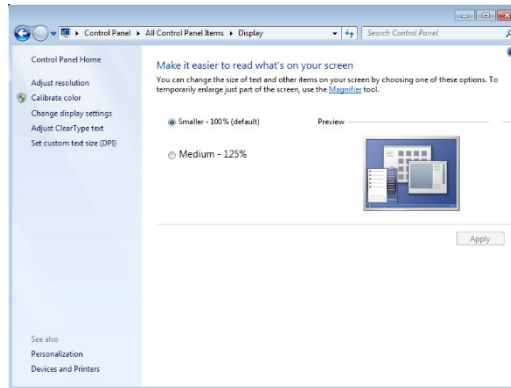 Control Panel ▸ All Control Panel Items ▸ Display
Search Control Panel
Control Panel Home
Adjust resolution
Calibrate color
Change display settings
Adjust ClearType text
Set custom text size (DPI)
See also
Personalization
Devices and Printers
Make it easier to read what's on your screen
You can change the size of text and other items on your screen by choosing one of these options. To
temporarily enlarge just part of the screen, use the Magnifier tool.
Smaller - 100% (default)
Preview
Medium - 125%
Apply